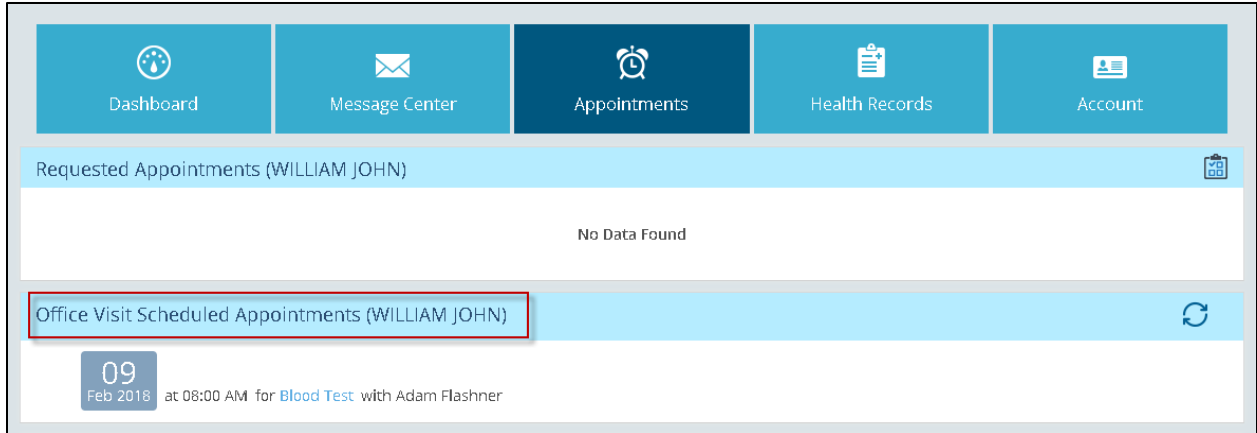 Dashboard
Message Center
Appointments
Health Records
Account
Requested Appointments (WILLIAM JOHN)
No Data Found
Office Visit Scheduled Appointments (WILLIAM JOHN)
09
Feb 2018 at 08:00 AM for Blood Test with Adam Flashner